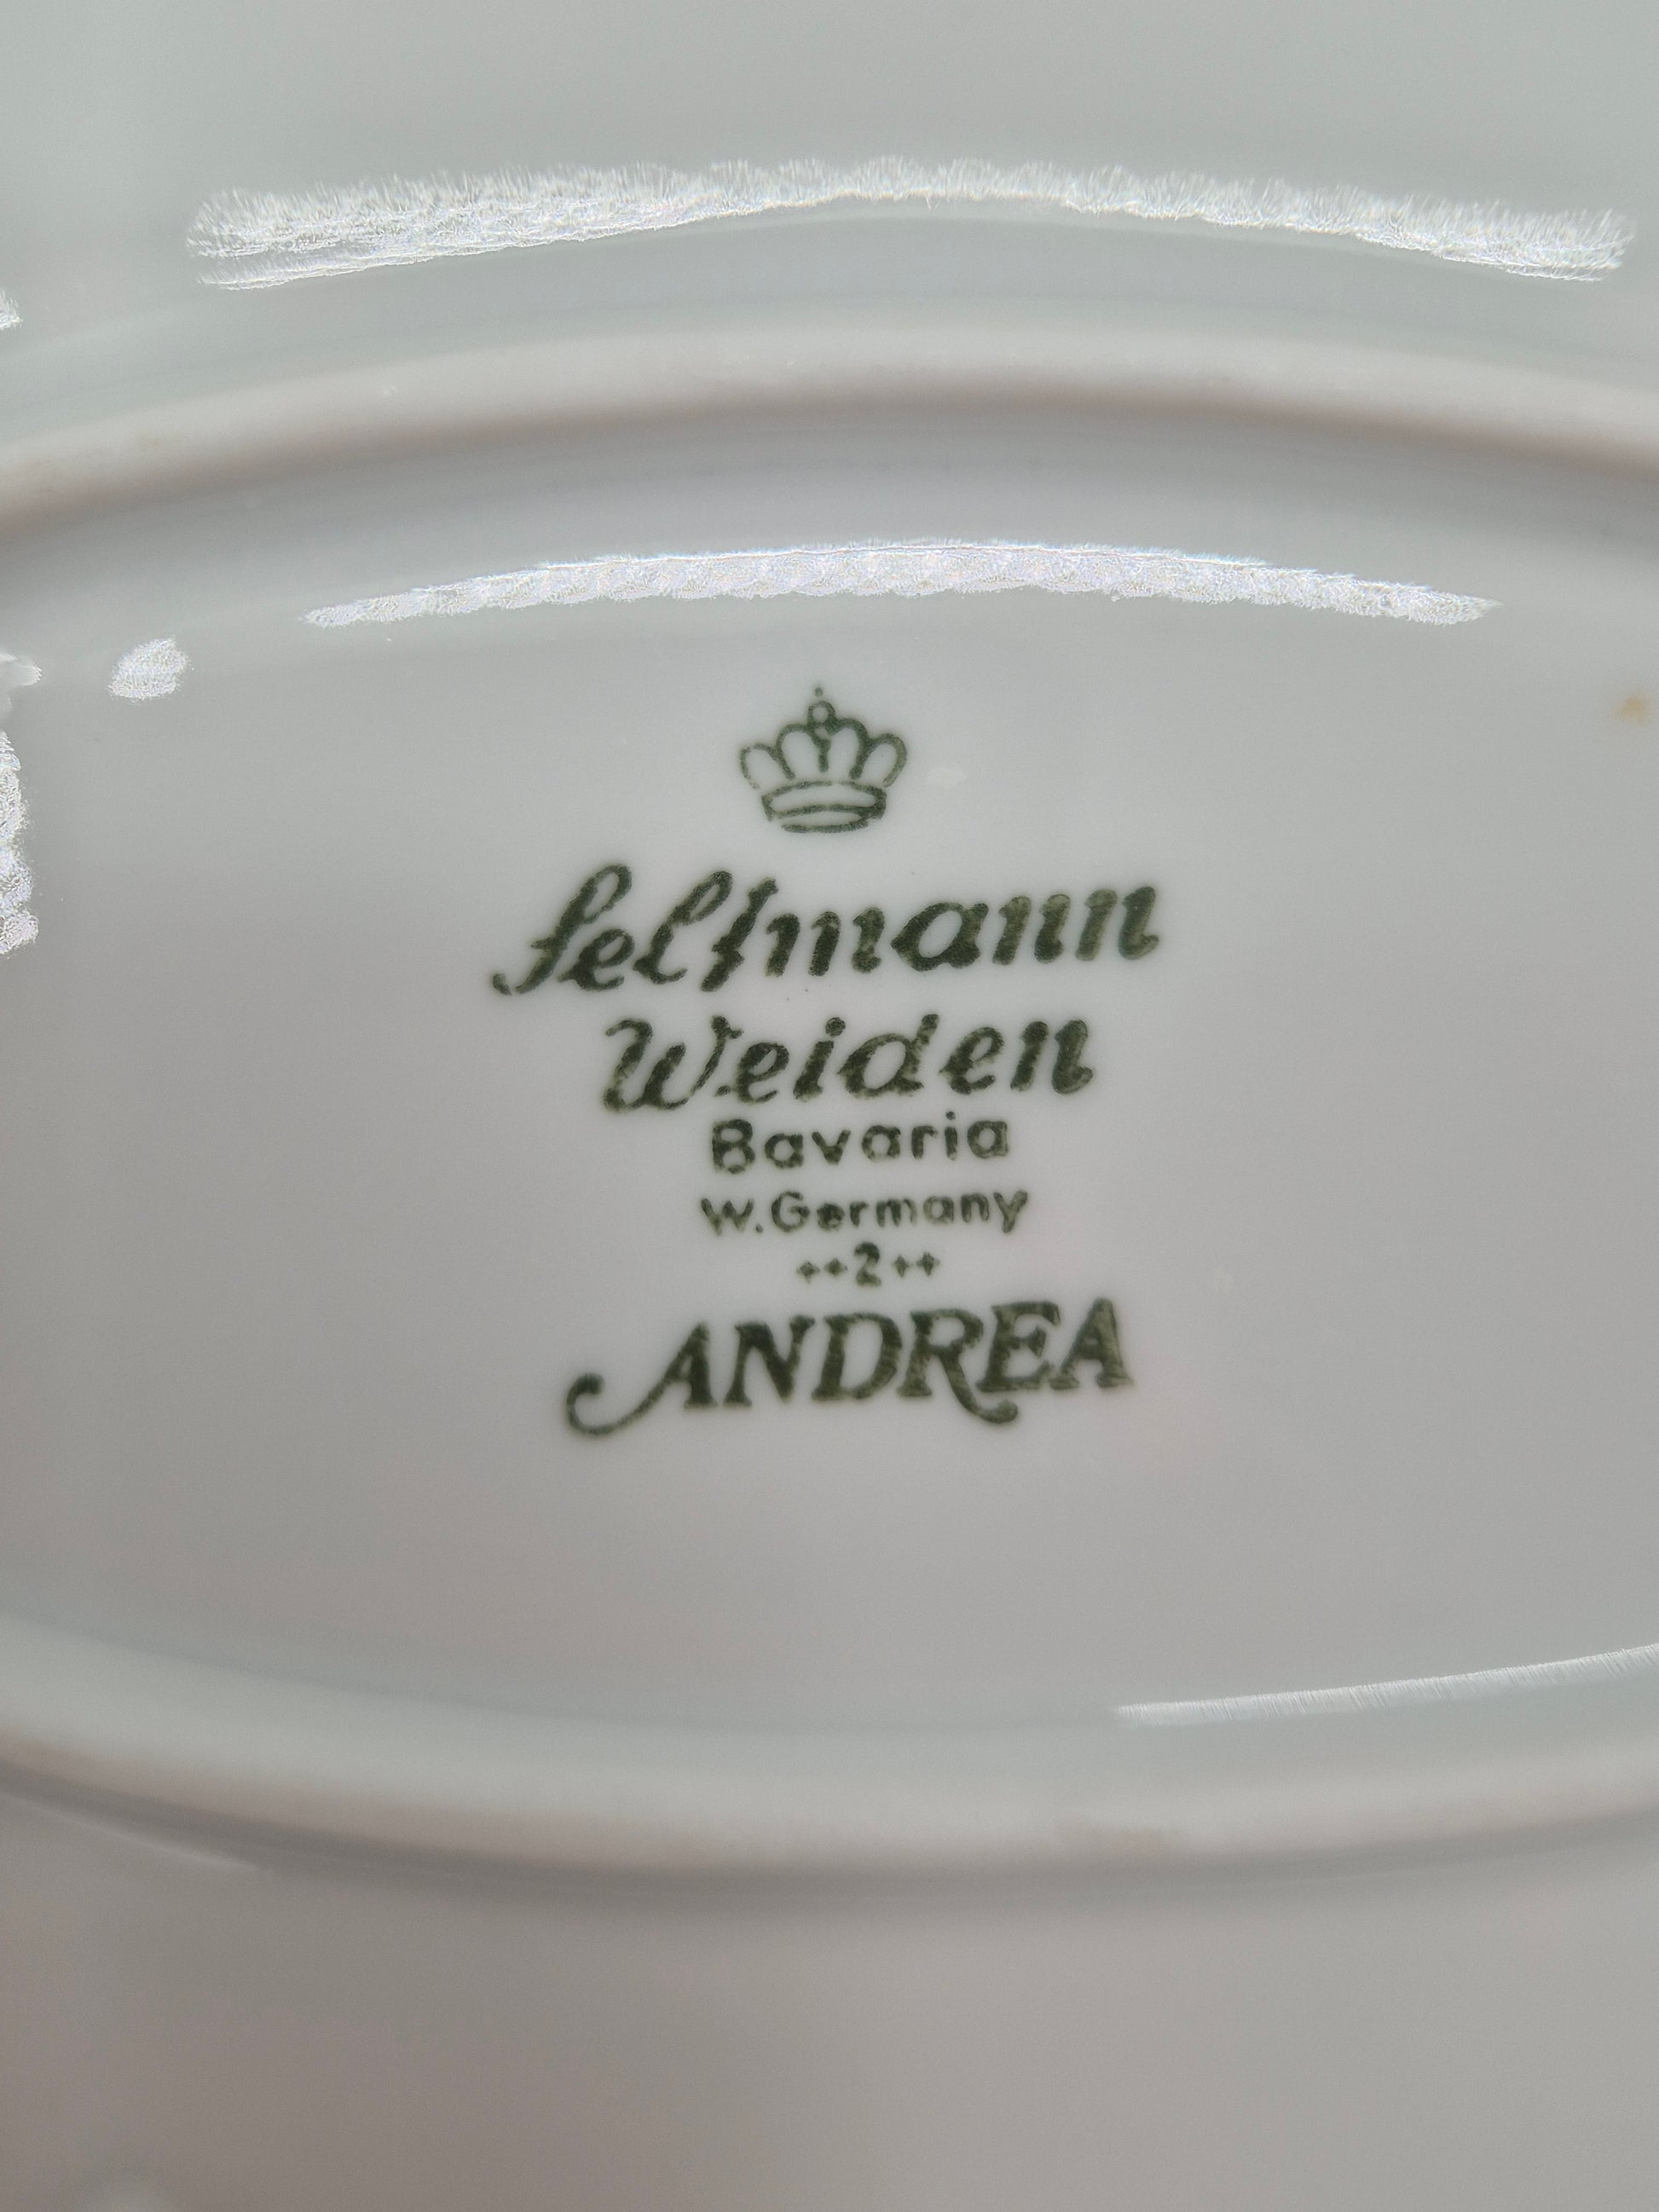 Seltmann
Weiden
Bavaria
W.Germany
++2++
ANDREA